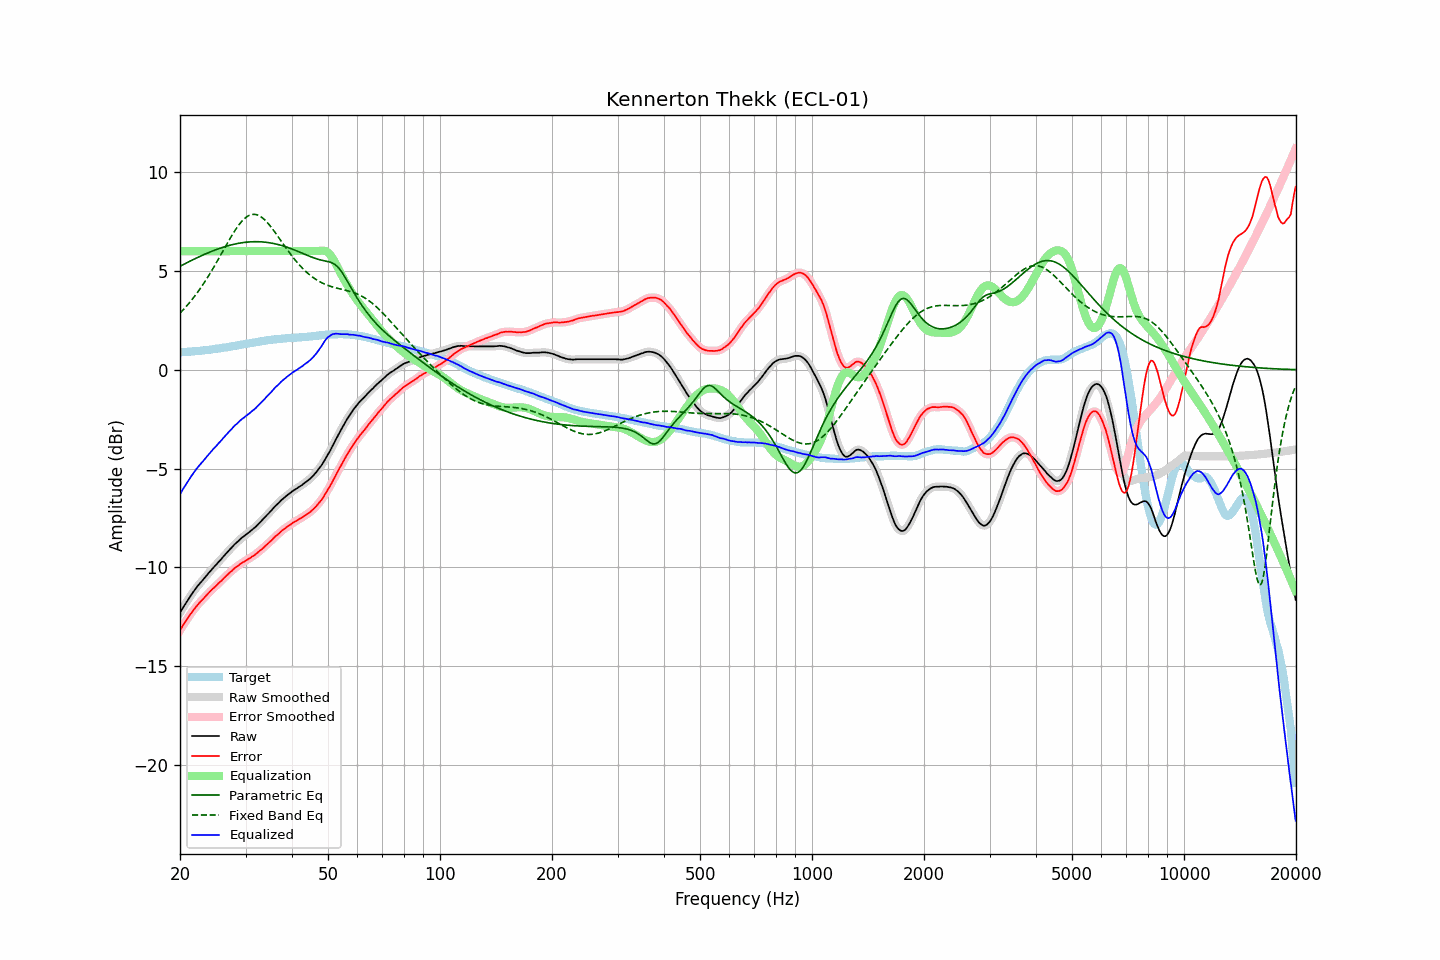 Kennerton Thekk (ECL-01)
Amplitude (dBr)
10
5
0
−5
−10
−15
−20
Target
Raw Smoothed
Error Smoothed
Raw
Error
Equalization
Parametric Eq
Fixed Band Eq
Equalized
20 50 100 200 500 1000 2000 5000 10000 20000
Frequency (Hz)